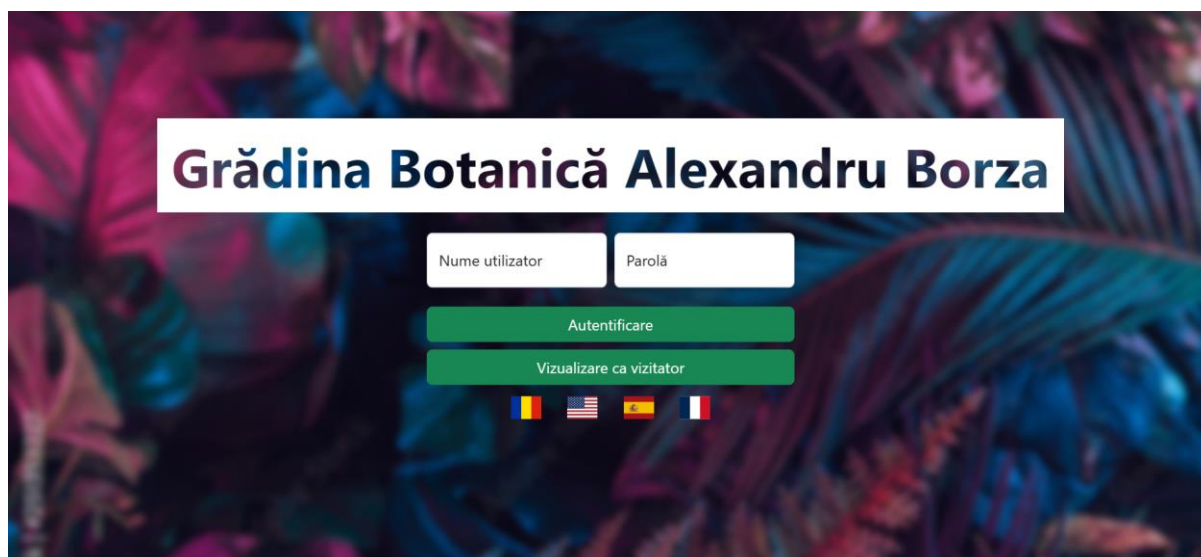 Grădina Botanică Alexandru Borza
Nume utilizator
Parolă
Autentificare
Vizualizare ca vizitator